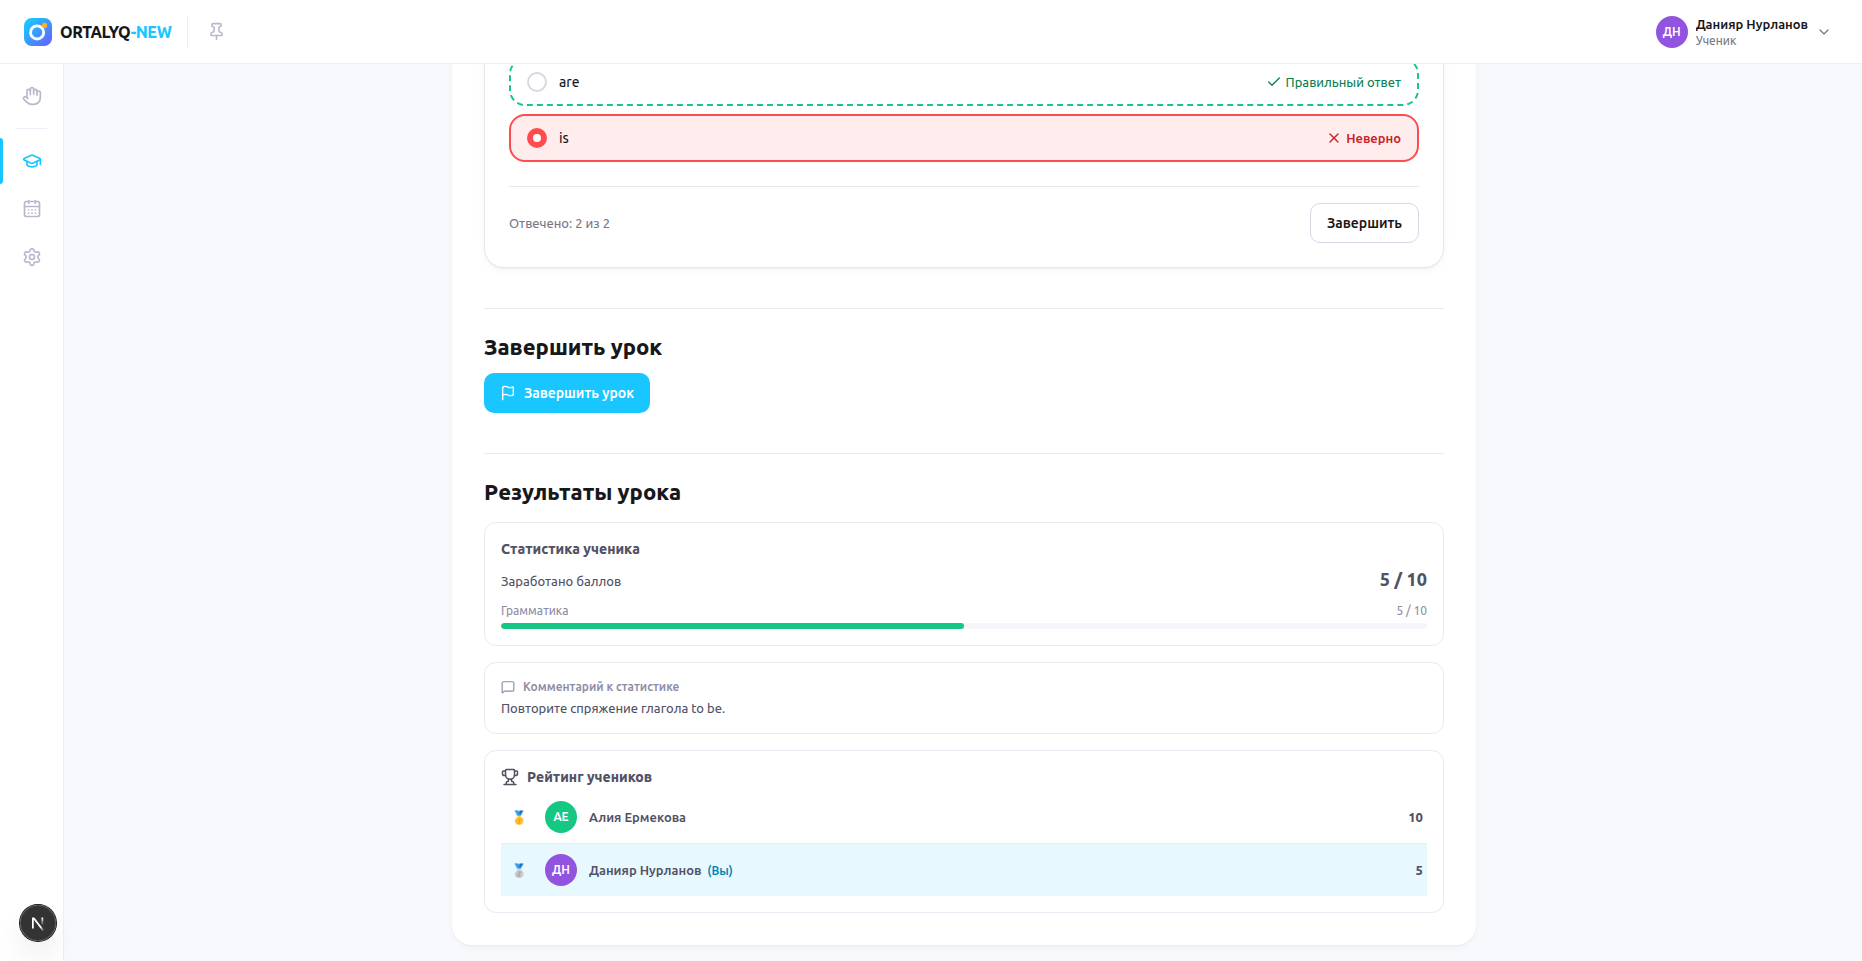 ORTALYQ-NEW
ДН
Данияр Нурланов
Ученик
are
Правильный ответ
is
Неверно
Отвечено: 2 из 2
Завершить
Завершить урок
Завершить урок
Результаты урока
Статистика ученика
Заработано баллов
5 / 10
Грамматика
5 / 10
Комментарий к статистике
Повторите спряжение глагола to be.
Рейтинг учеников
АЕ
Алия Ермекова
10
ДН
Данияр Нурланов (Вы)
5
N